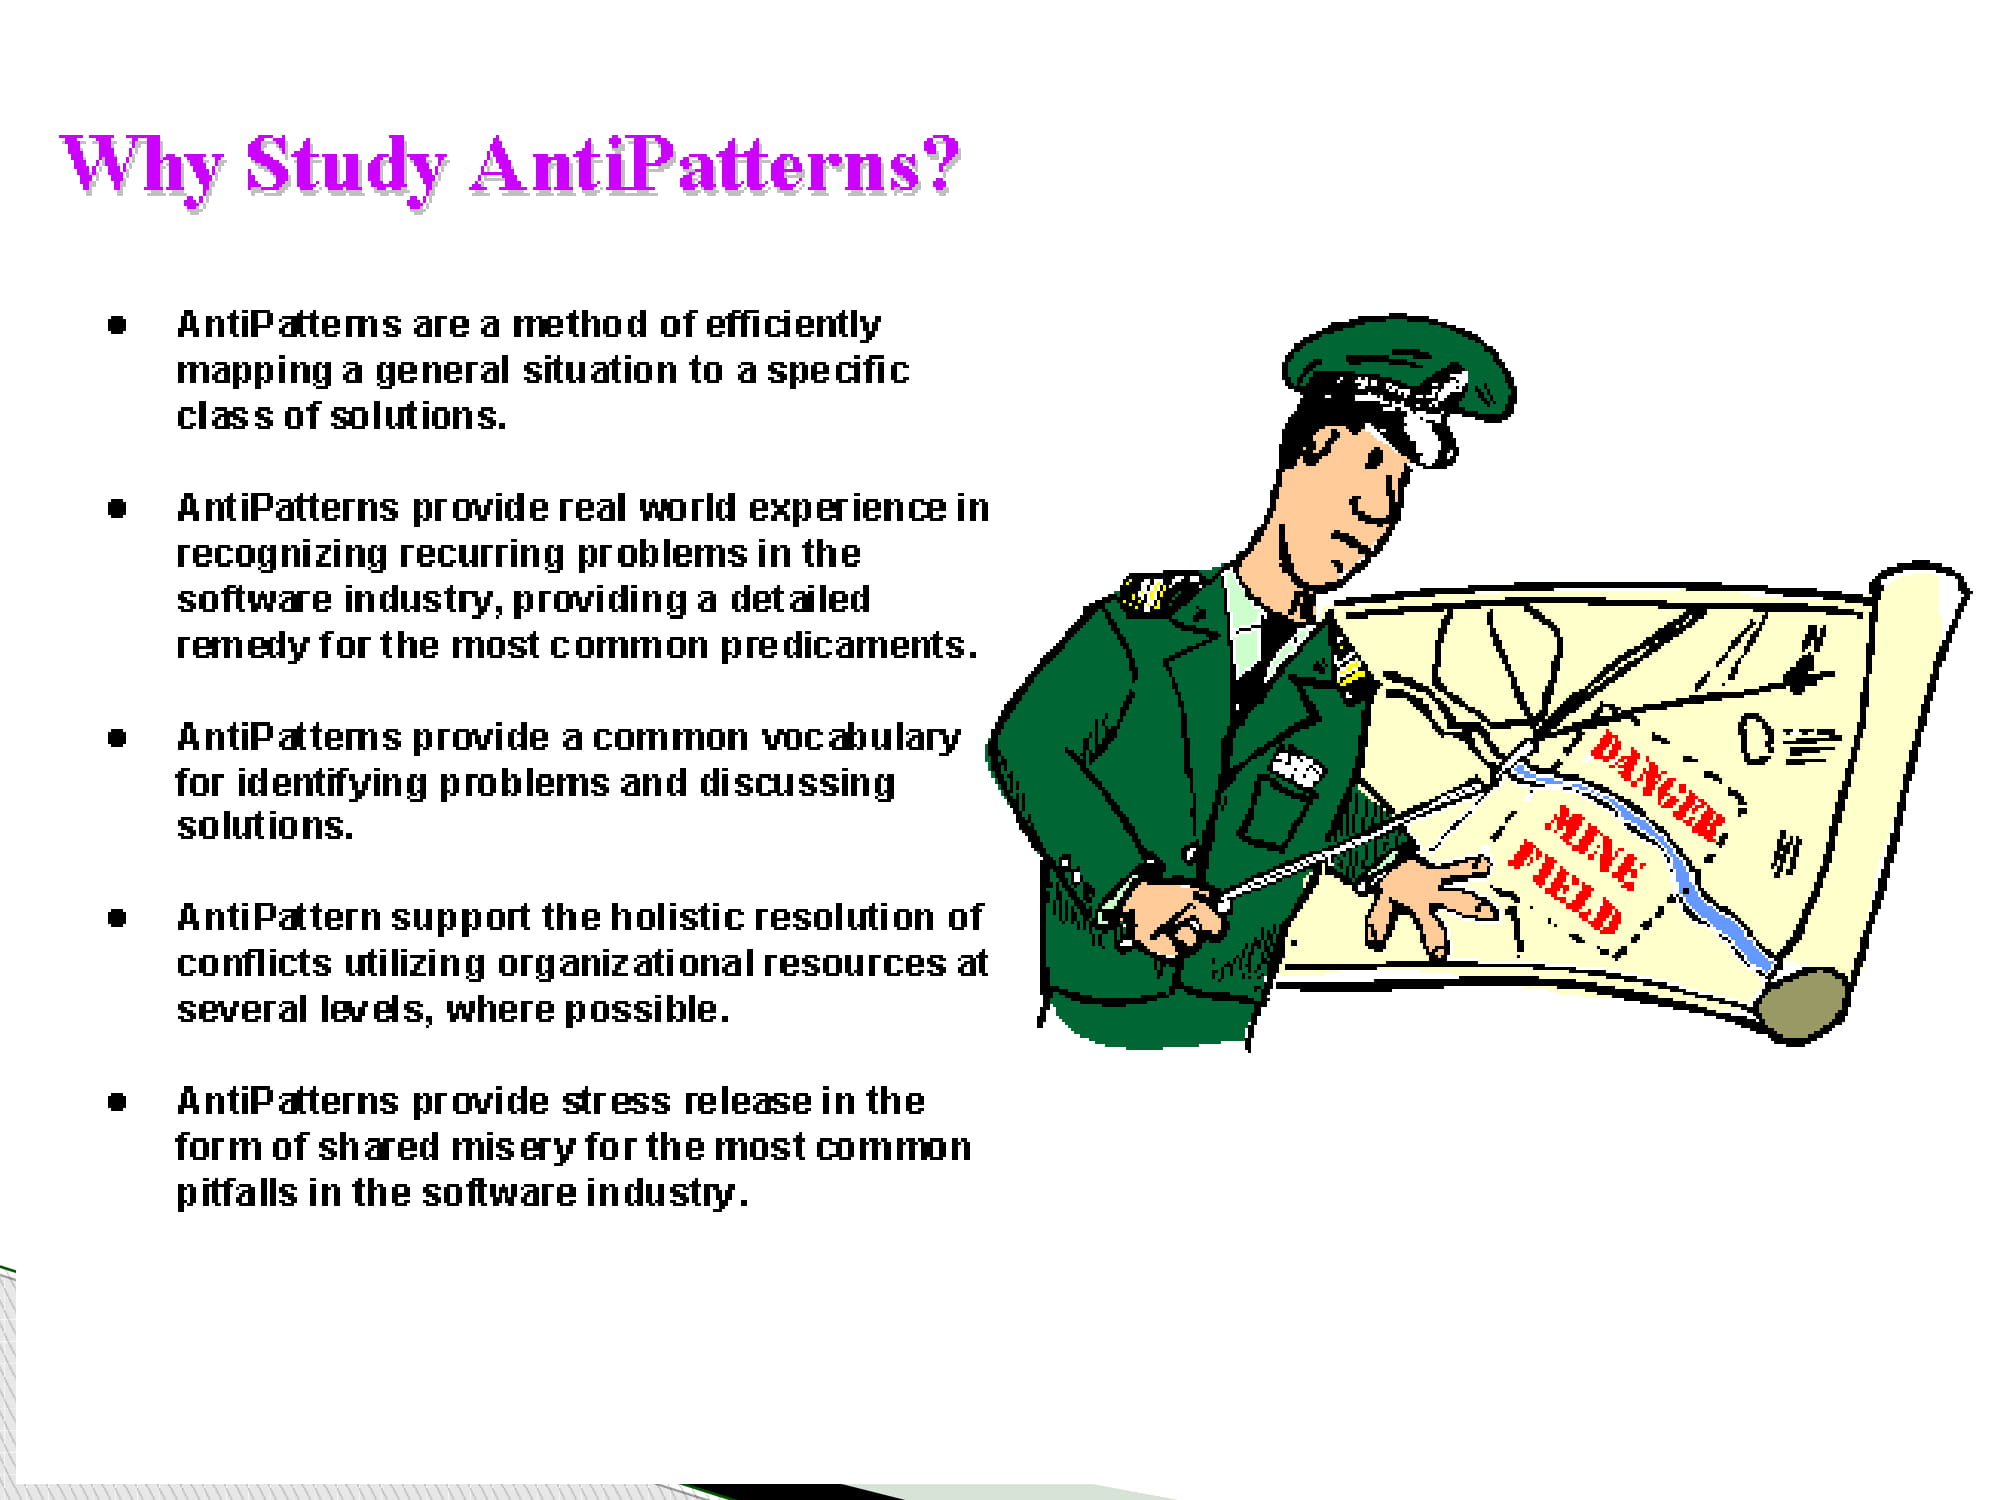 Why Study AntiPatterns?
• AntiPatterns are a method of efficiently
mapping a general situation to a specific
class of solutions.
• AntiPatterns provide real world experience in
recognizing recurring problems in the
software industry, providing a detailed
remedy for the most common predicaments.
• AntiPatterns provide a common vocabulary
for identifying problems and discussing
solutions.
• AntiPattern support the holistic resolution of
conflicts utilizing organizational resources at
several levels, where possible.
• AntiPatterns provide stress release in the
form of shared misery for the most common
pitfalls in the software industry.
N
DANGER
MINE
FIELD